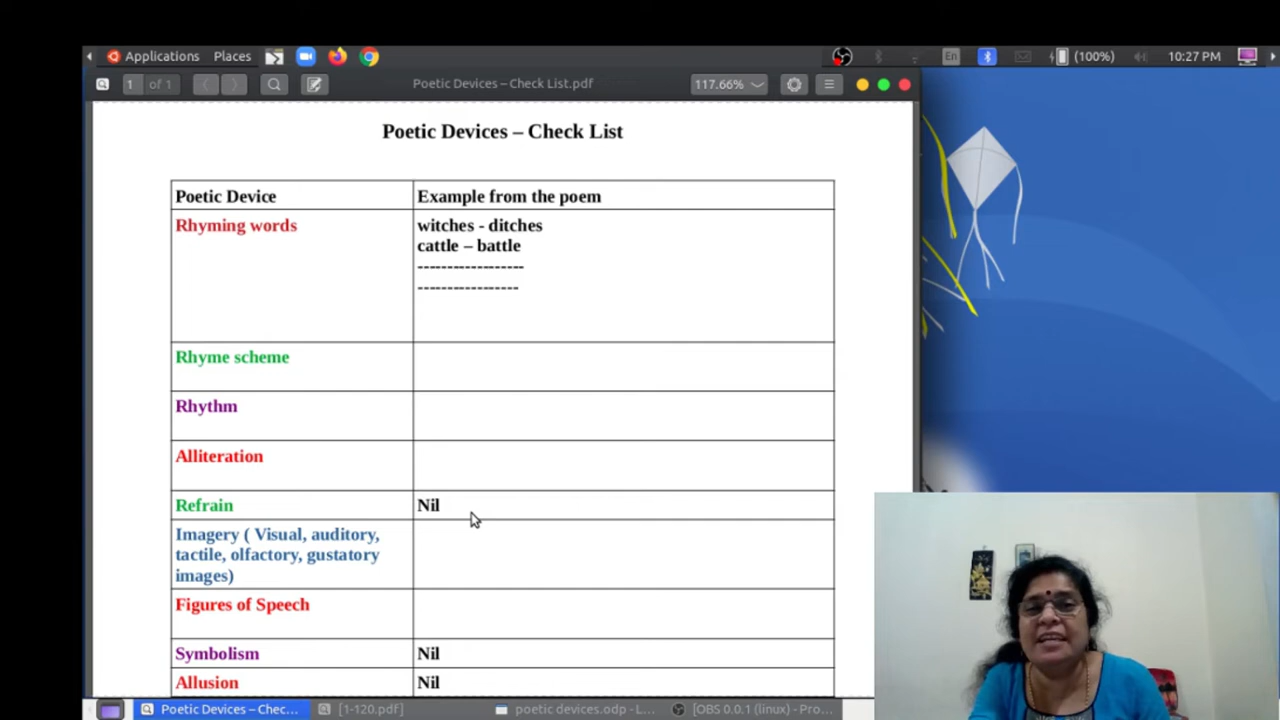 Applications Places En (100%) 10:27 PM
1 of 1 Poetic Devices – Check List.pdf 117.66%
Poetic Devices – Check List
Poetic Device Example from the poem
Rhyming words witches - ditches
cattle – battle
------------------
-----------------
Rhyme scheme
Rhythm
Alliteration
Refrain Nil
Imagery ( Visual, auditory,
tactile, olfactory, gustatory
images)
Figures of Speech
Symbolism Nil
Allusion Nil
Poetic Devices – Chec... [1-120.pdf] poetic devices.odp - L... [OBS 0.0.1 (linux) - Pro...